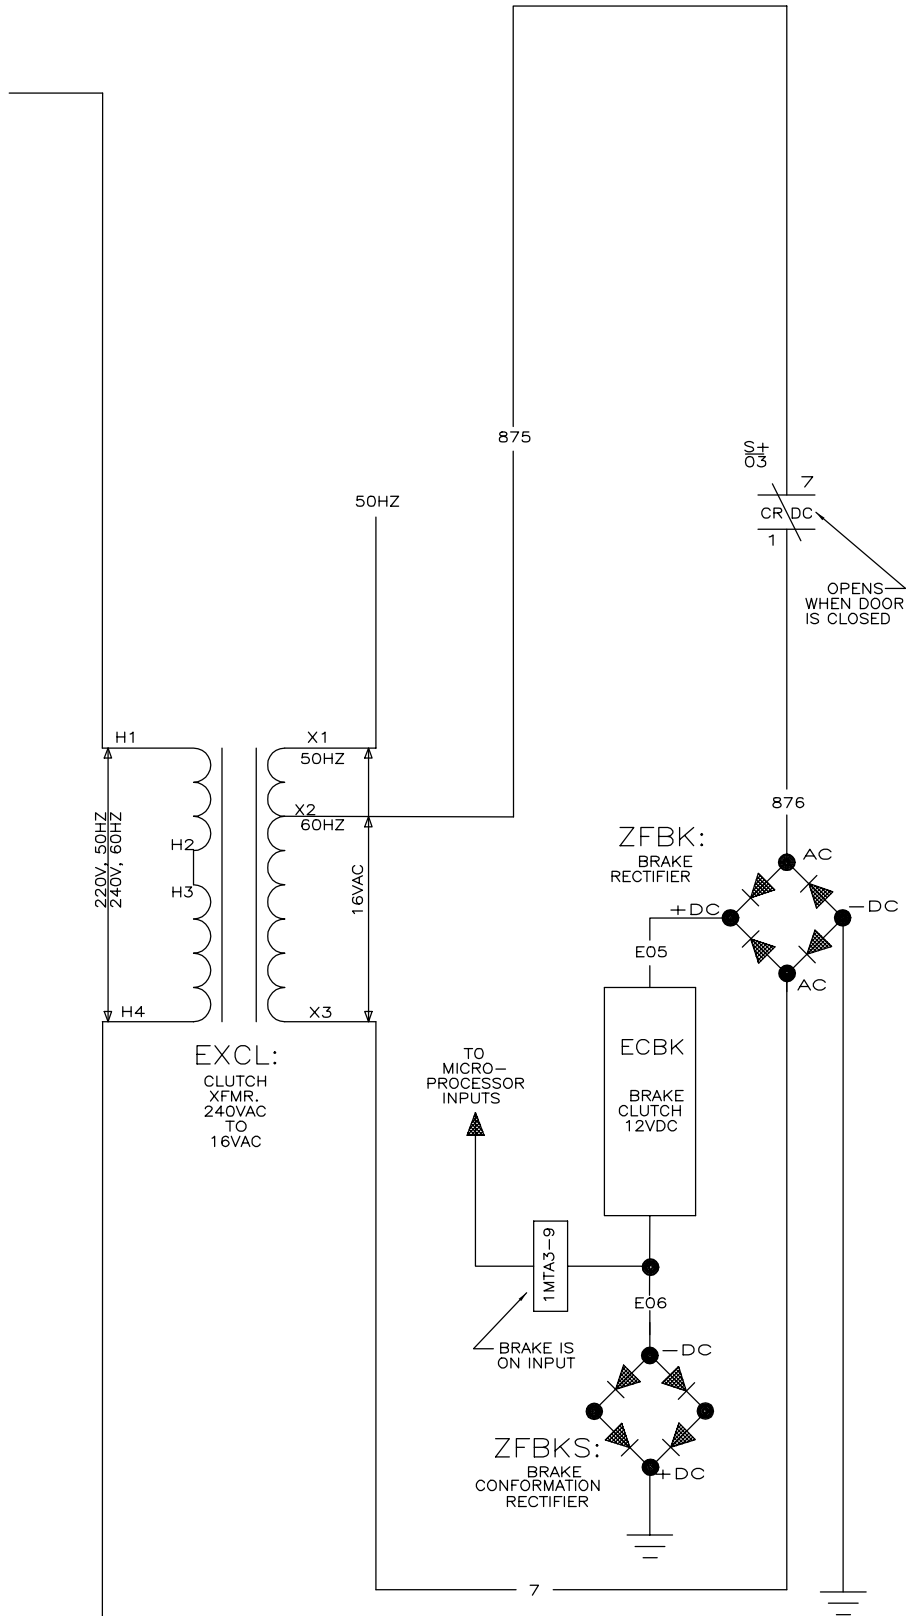 875
S+
03
7
50HZ
CR DC
1
OPENS
WHEN DOOR
IS CLOSED
H1
X1
50HZ
X2
60HZ
876
220V, 50HZ
240V, 60HZ
H2
H3
16VAC
ZFBK:
BRAKE
RECTIFIER
AC
+DC
-DC
E05
AC
H4
X3
EXCL:
CLUTCH
XFMR.
240VAC
TO
16VAC
TO
MICRO-
PROCESSOR
INPUTS
ECBK
BRAKE
CLUTCH
12VDC
1MTA3-9
E06
BRAKE IS
ON INPUT
-DC
ZFBKS:
BRAKE
CONFORMATION
RECTIFIER
+DC
7